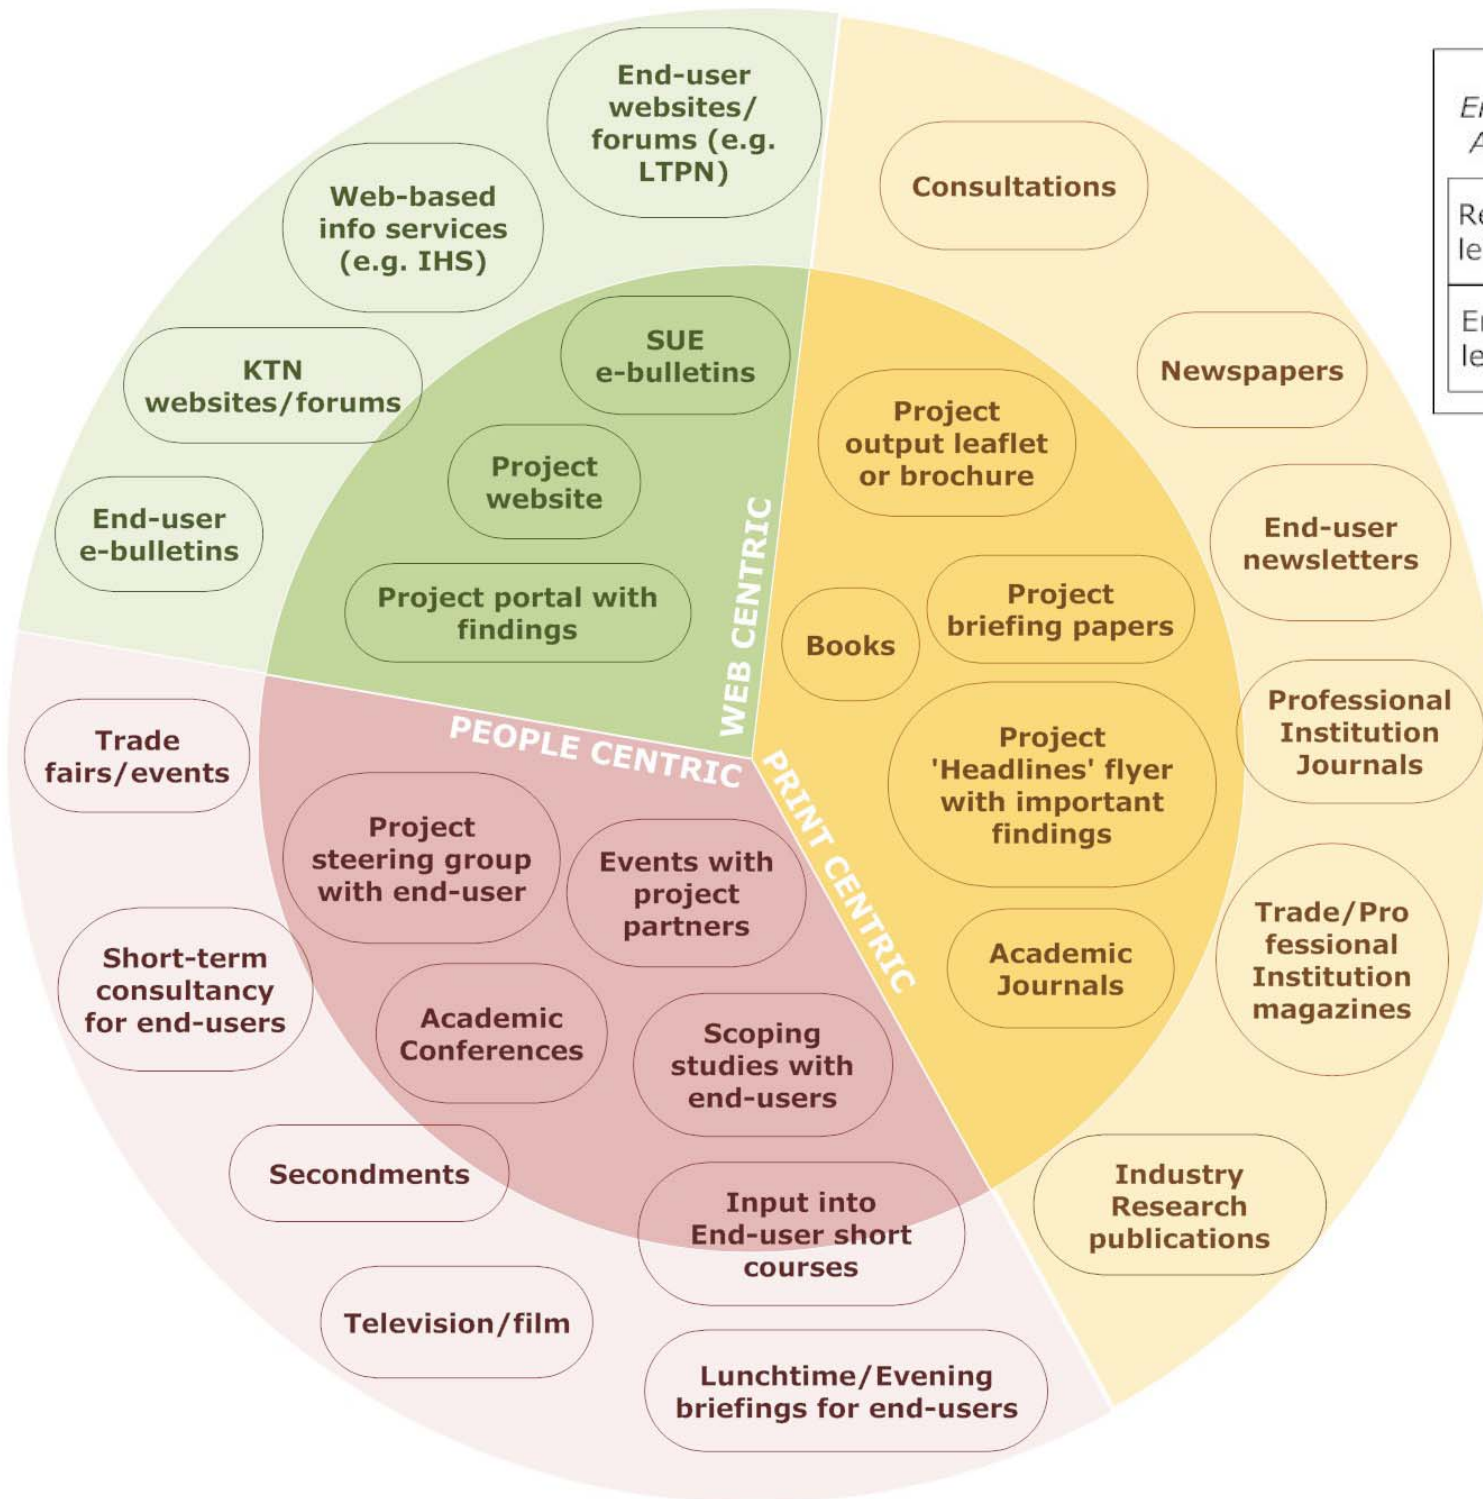 End-user
websites/
forums (e.g.
LTPN)
Web-based
info services
(e.g. IHS)
KTN
websites/forums
End-user
e-bulletins
SUE
e-bulletins
Project
website
Project portal with
findings
WEB CENTRIC
Consultations
Newspapers
End-user
newsletters
Professional
Institution
Journals
Trade/Pro
fessional
Institution
magazines
Industry
Research
publications
Project
output leaflet
or brochure
Project
briefing papers
Books
Project
'Headlines' flyer
with important
findings
Academic
Journals
PRINT CENTRIC
PEOPLE CENTRIC
Trade
fairs/events
Project
steering group
with end-user
Events with
project
partners
Short-term
consultancy
for end-users
Academic
Conferences
Scoping
studies with
end-users
Secondments
Input into
End-user short
courses
Television/film
Lunchtime/Evening
briefings for end-users